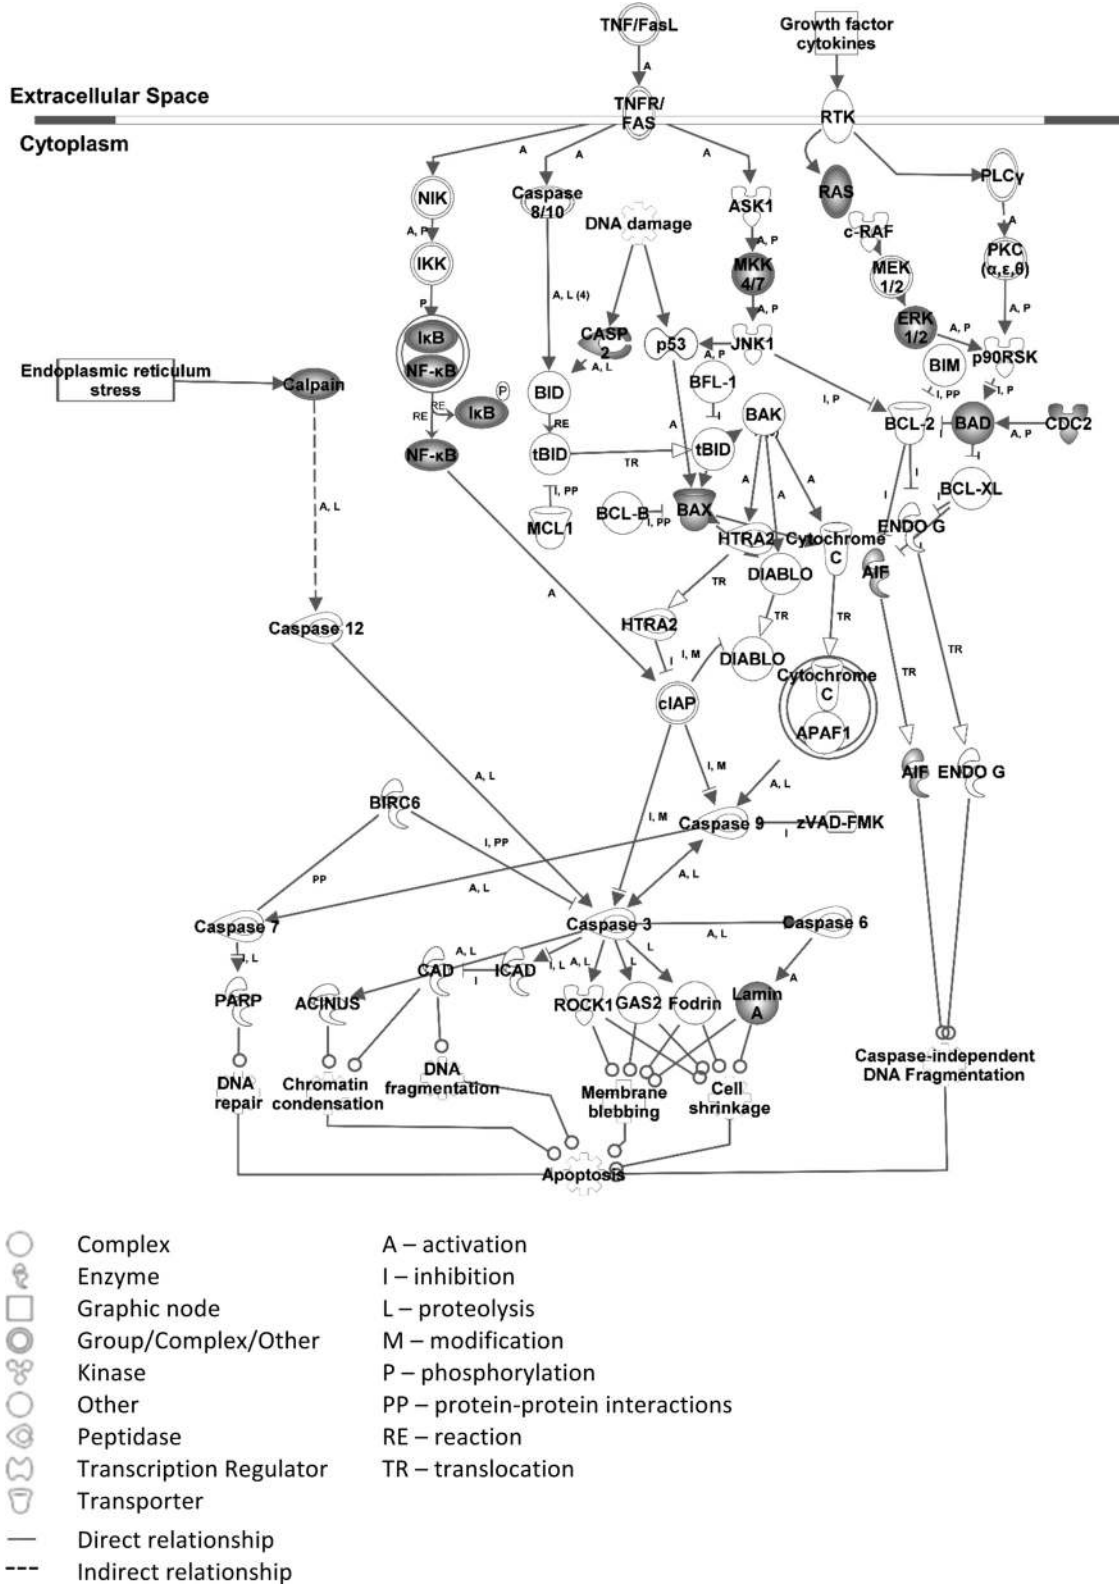 TNF/FasL
Growth factor
cytokines
A
Extracellular Space
TNFR/
FAS
RTK
Cytoplasm
A
A
A
NIK
Caspase
8/10
ASK1
RAS
PLCγ
DNA damage
c-RAF
A, P
A, P
A
IKK
MKK
4/7
MEK
1/2
PKC
(α,ε,θ)
P
A, L (4)
A, P
A, P
IκB
NF-κB
CASP
2
p53
JNK1
ERK
1/2
A, P
p90RSK
A, P
A, L
BIM
Endoplasmic reticulum
stress
Calpain
BFL-1
I, PP
I, P
I, P
P
RE
RE
IκB
BID
RE
A
I
BAK
BCL-2
I
BAD
A, P
CDC2
NF-κB
tBID
TR
tBID
I
I
I
I
A, L
I, PP
MCL1
BCL-B
I, PP
BAX
A
A
A
BCL-XL
I
ENDO G
I
HTRA2
Cytochrome
C
DIABLO
AIF
A
TR
TR
TR
Caspase 12
HTRA2
I
I, M
DIABLO
TR
TR
Cytochrome
C
cIAP
APAF1
A, L
I, M
A, L
AIF
ENDO G
BIRC6
I, M
Caspase 9
I
zVAD-FMK
I, PP
PP
A, L
A, L
Caspase 7
Caspase 3
A, L
Caspase 6
I, L
A, L
CAD
I
ICAD
I, L
A, L
L
L
A
PARP
ACINUS
ROCK1
GAS2
Fodrin
Lamin
A
DNA
repair
Chromatin
condensation
DNA
fragmentation
Membrane
blebbing
Cell
shrinkage
Caspase-independent
DNA Fragmentation
Apoptosis
Complex
Enzyme
Graphic node
Group/Complex/Other
Kinase
Other
Peptidase
Transcription Regulator
Transporter
Direct relationship
Indirect relationship
A – activation
I – inhibition
L – proteolysis
M – modification
P – phosphorylation
PP – protein-protein interactions
RE – reaction
TR – translocation